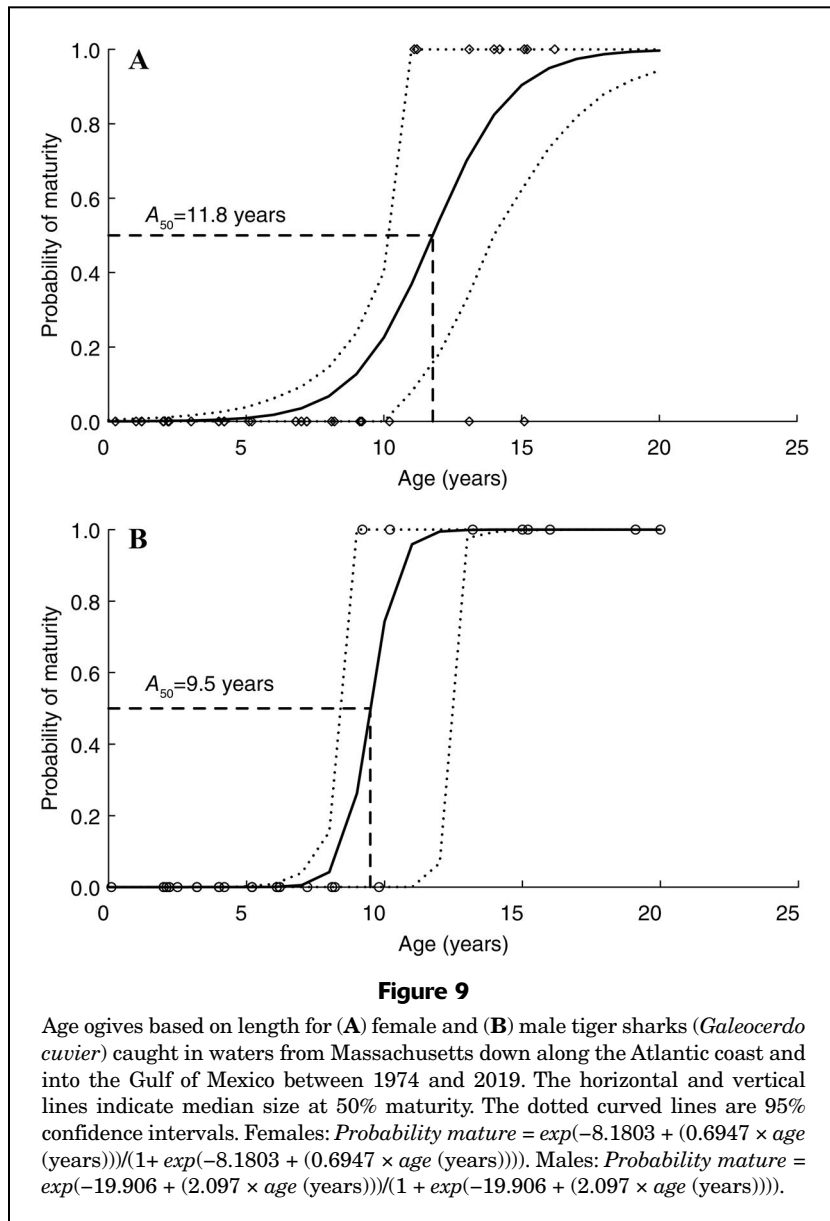 A
1.0
0.8
0.6
0.4
0.2
0.0
Probability of maturity
A50=11.8 years
0 5 10 15 20 25
Age (years)
B
1.0
0.8
0.6
0.4
0.2
0.0
Probability of maturity
A50=9.5 years
0 5 10 15 20 25
Age (years)
Figure 9
Age ogives based on length for (A) female and (B) male tiger sharks (Galeocerdo
cuvier) caught in waters from Massachusetts down along the Atlantic coast and
into the Gulf of Mexico between 1974 and 2019. The horizontal and vertical
lines indicate median size at 50% maturity. The dotted curved lines are 95%
confidence intervals. Females: Probability mature = exp(−8.1803 + (0.6947 × age
(years)))/(1+ exp(−8.1803 + (0.6947 × age (years)))). Males: Probability mature =
exp(−19.906 + (2.097 × age (years)))/(1 + exp(−19.906 + (2.097 × age (years)))).